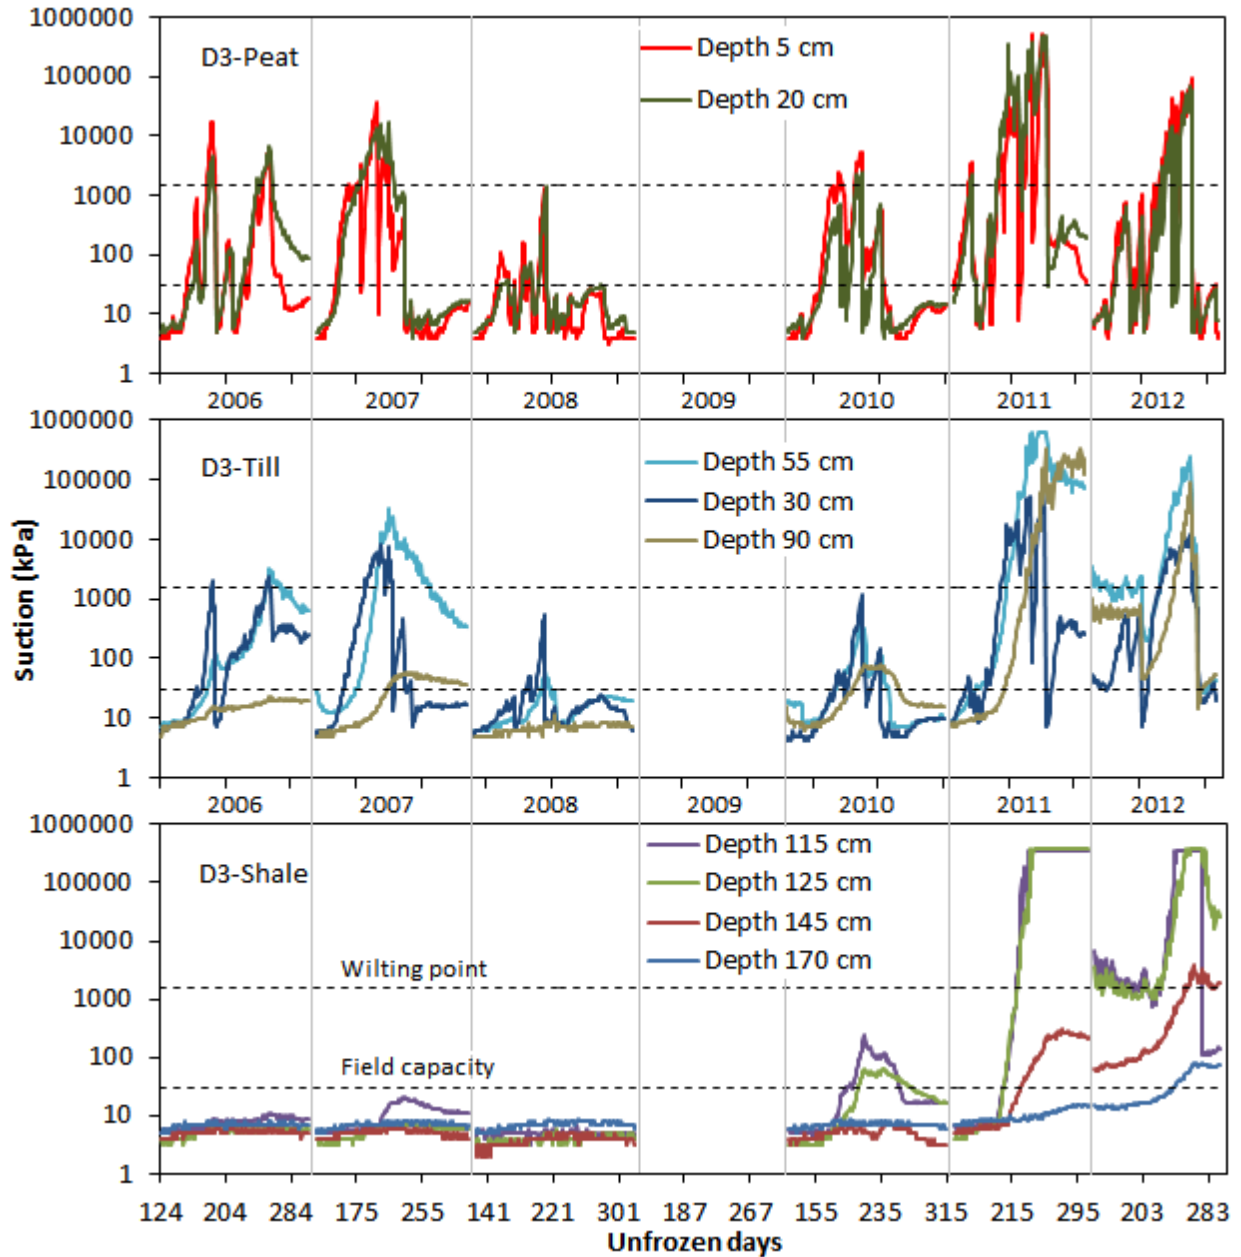 1000000
D3-Peat
Depth 5 cm
100000
Depth 20 cm
10000
1000
100
10
1
2006 2007 2008 2009 2010 2011 2012
1000000
D3-Till
Depth 55 cm
100000
Depth 30 cm
10000
Depth 90 cm
1000
100
10
1
Suction (kPa)
2006 2007 2008 2009 2010 2011 2012
1000000
D3-Shale
Depth 115 cm
100000
Depth 125 cm
10000
Depth 145 cm
Wilting point
Depth 170 cm
1000
100
Field capacity
10
1
124 204 284 175 255 141 221 301 187 267 155 235 315 215 295 203 283
Unfrozen days